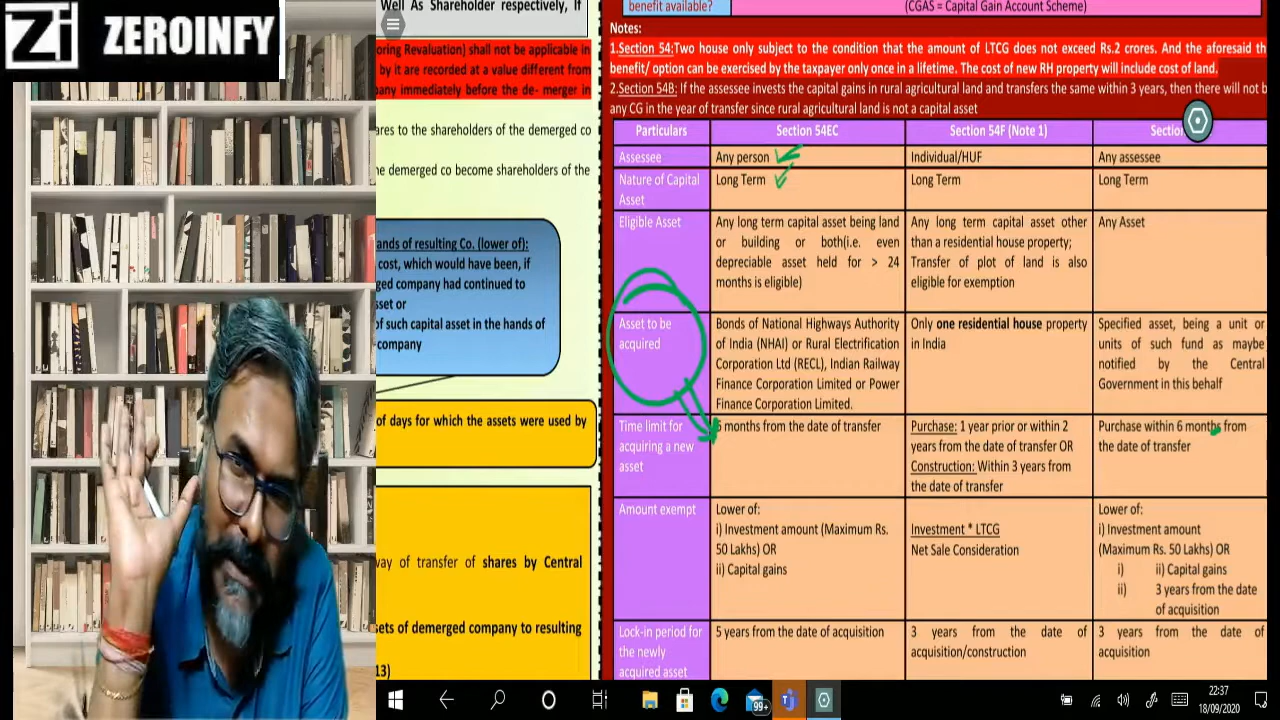 Zi ZEROINFY
Well As Shareholder respectively, If
oring Revaluation) shall not be applicable in
by it are recorded at a value different from
pany immediately before the de- merger in
ares to the shareholders of the demerged co
he demerged co become shareholders of the
ands of resulting Co. (lower of):
cost, which would have been, if
ged company had continued to
sset or
of such capital asset in the hands of
company
of days for which the assets were used by
way of transfer of shares by Central
sets of demerged company to resulting
13)
benefit available?
(CGAS = Capital Gain Account Scheme)
Notes:
1.Section 54:Two house only subject to the condition that the amount of LTCG does not exceed Rs.2 crores. And the aforesaid th
benefit/ option can be exercised by the taxpayer only once in a lifetime. The cost of new RH property will include cost of land.
2.Section 54B: If the assessee invests the capital gains in rural agricultural land and transfers the same within 3 years, then there will not b
any CG in the year of transfer since rural agricultural land is not a capital asset
Particulars
Section 54EC
Section 54F (Note 1)
Section
Assessee
Any person
Individual/HUF
Any assessee
Nature of Capital
Asset
Long Term
Long Term
Long Term
Eligible Asset
Any long term capital asset being land
or building or both(i.e. even
depreciable asset held for > 24
months is eligible)
Any long term capital asset other
than a residential house property;
Transfer of plot of land is also
eligible for exemption
Any Asset
Asset to be
acquired
Bonds of National Highways Authority
of India (NHAI) or Rural Electrification
Corporation Ltd (RECL), Indian Railway
Finance Corporation Limited or Power
Finance Corporation Limited.
Only one residential house property
in India
Specified asset, being a unit or
units of such fund as maybe
notified by the Central
Government in this behalf
Time limit for
acquiring a new
asset
months from the date of transfer
Purchase: 1 year prior or within 2
years from the date of transfer OR
Construction: Within 3 years from
the date of transfer
Purchase within 6 months from
the date of transfer
Amount exempt
Lower of:
i) Investment amount (Maximum Rs.
50 Lakhs) OR
ii) Capital gains
Investment * LTCG
Net Sale Consideration
Lower of:
i) Investment amount
(Maximum Rs. 50 Lakhs) OR
i) ii) Capital gains
ii) 3 years from the date
of acquisition
Lock-in period for
the newly
acquired asset
5 years from the date of acquisition
3 years from the date of
acquisition/construction
3 years from the date of
acquisition
99+
22:37
18/09/2020